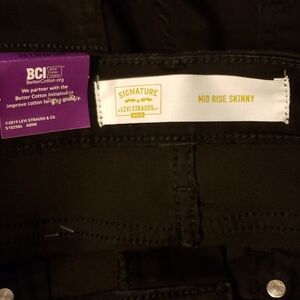 BCI Better Cotton Initiative
BetterCotton.org
We partner with the
Better Cotton Initiative to
improve cotton farming globally.
©2019 LEVI STRAUSS & CO.
SIGNATURE
BY
LEVI STRAUSS & CO.
GOLD
MID RISE SKINNY